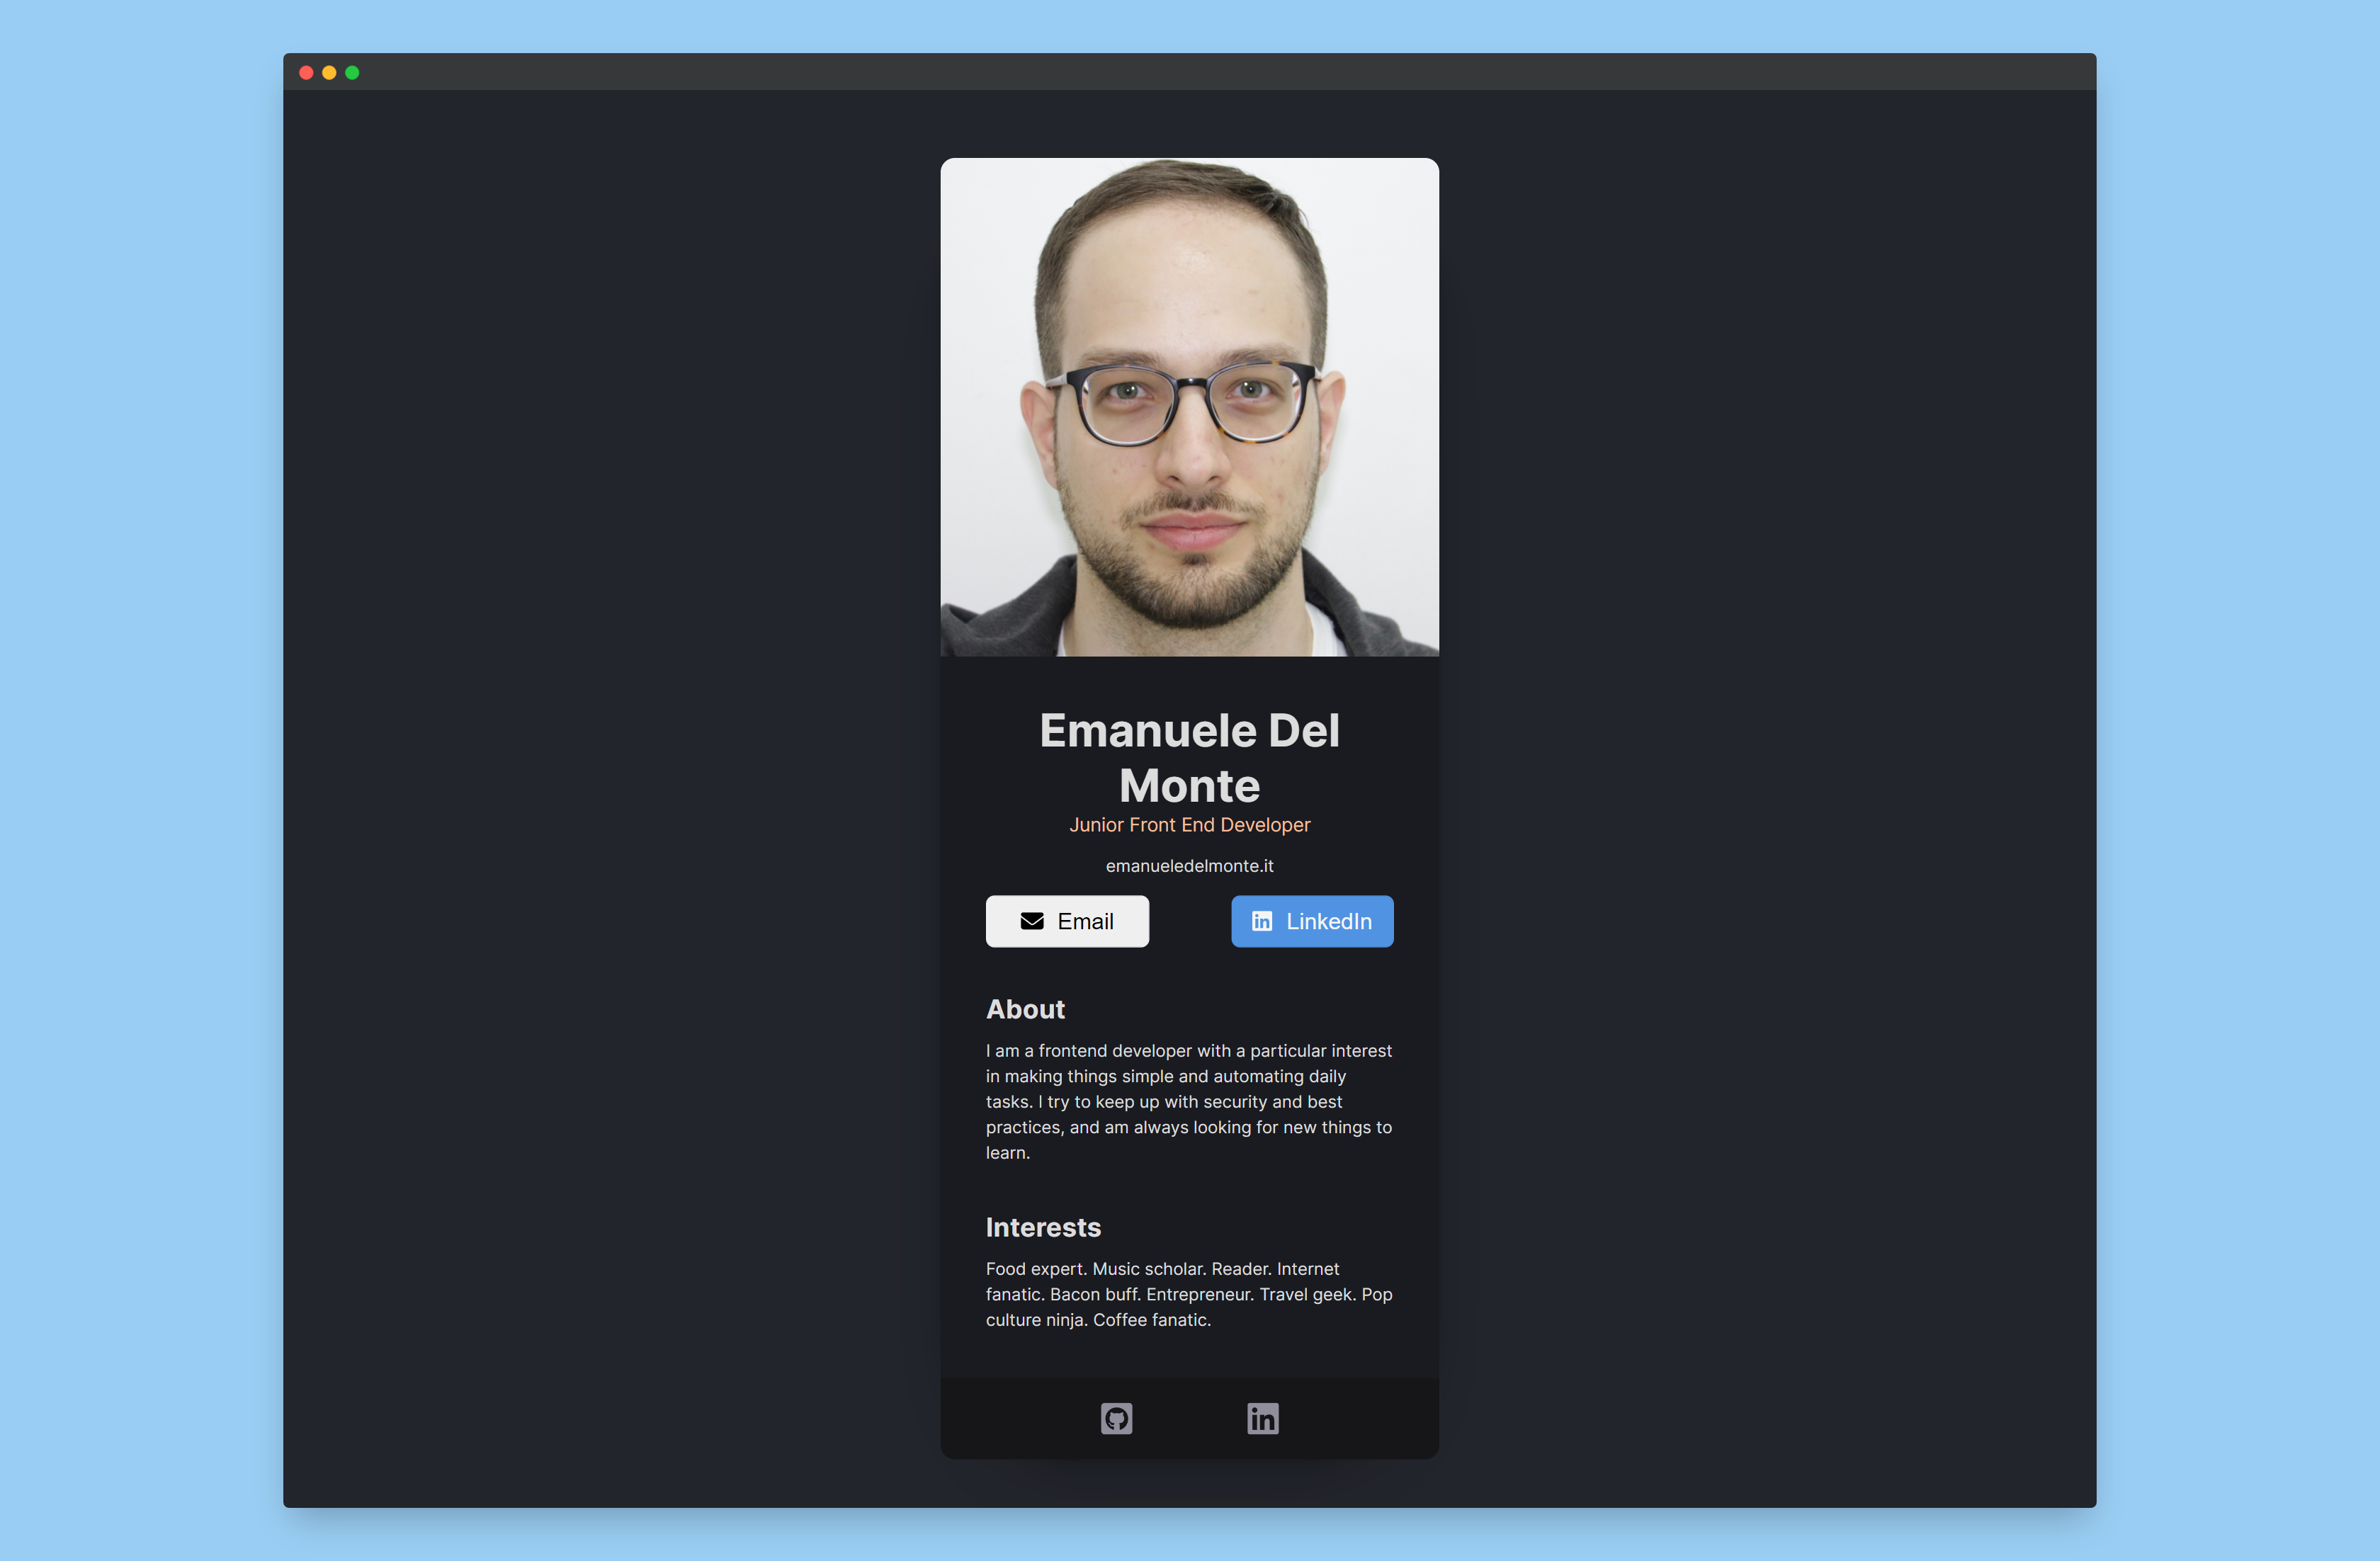 Emanuele Del
Monte
Junior Front End Developer
emanueledelmonte.it
Email
LinkedIn
About
I am a frontend developer with a particular interest
in making things simple and automating daily
tasks. I try to keep up with security and best
practices, and am always looking for new things to
learn.
Interests
Food expert. Music scholar. Reader. Internet
fanatic. Bacon buff. Entrepreneur. Travel geek. Pop
culture ninja. Coffee fanatic.